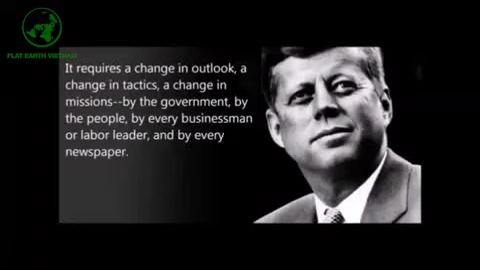 FLAT EARTH VIETNAM
It requires a change in outlook, a
change in tactics, a change in
missions--by the government, by
the people, by every businessman
or labor leader, and by every
newspaper.